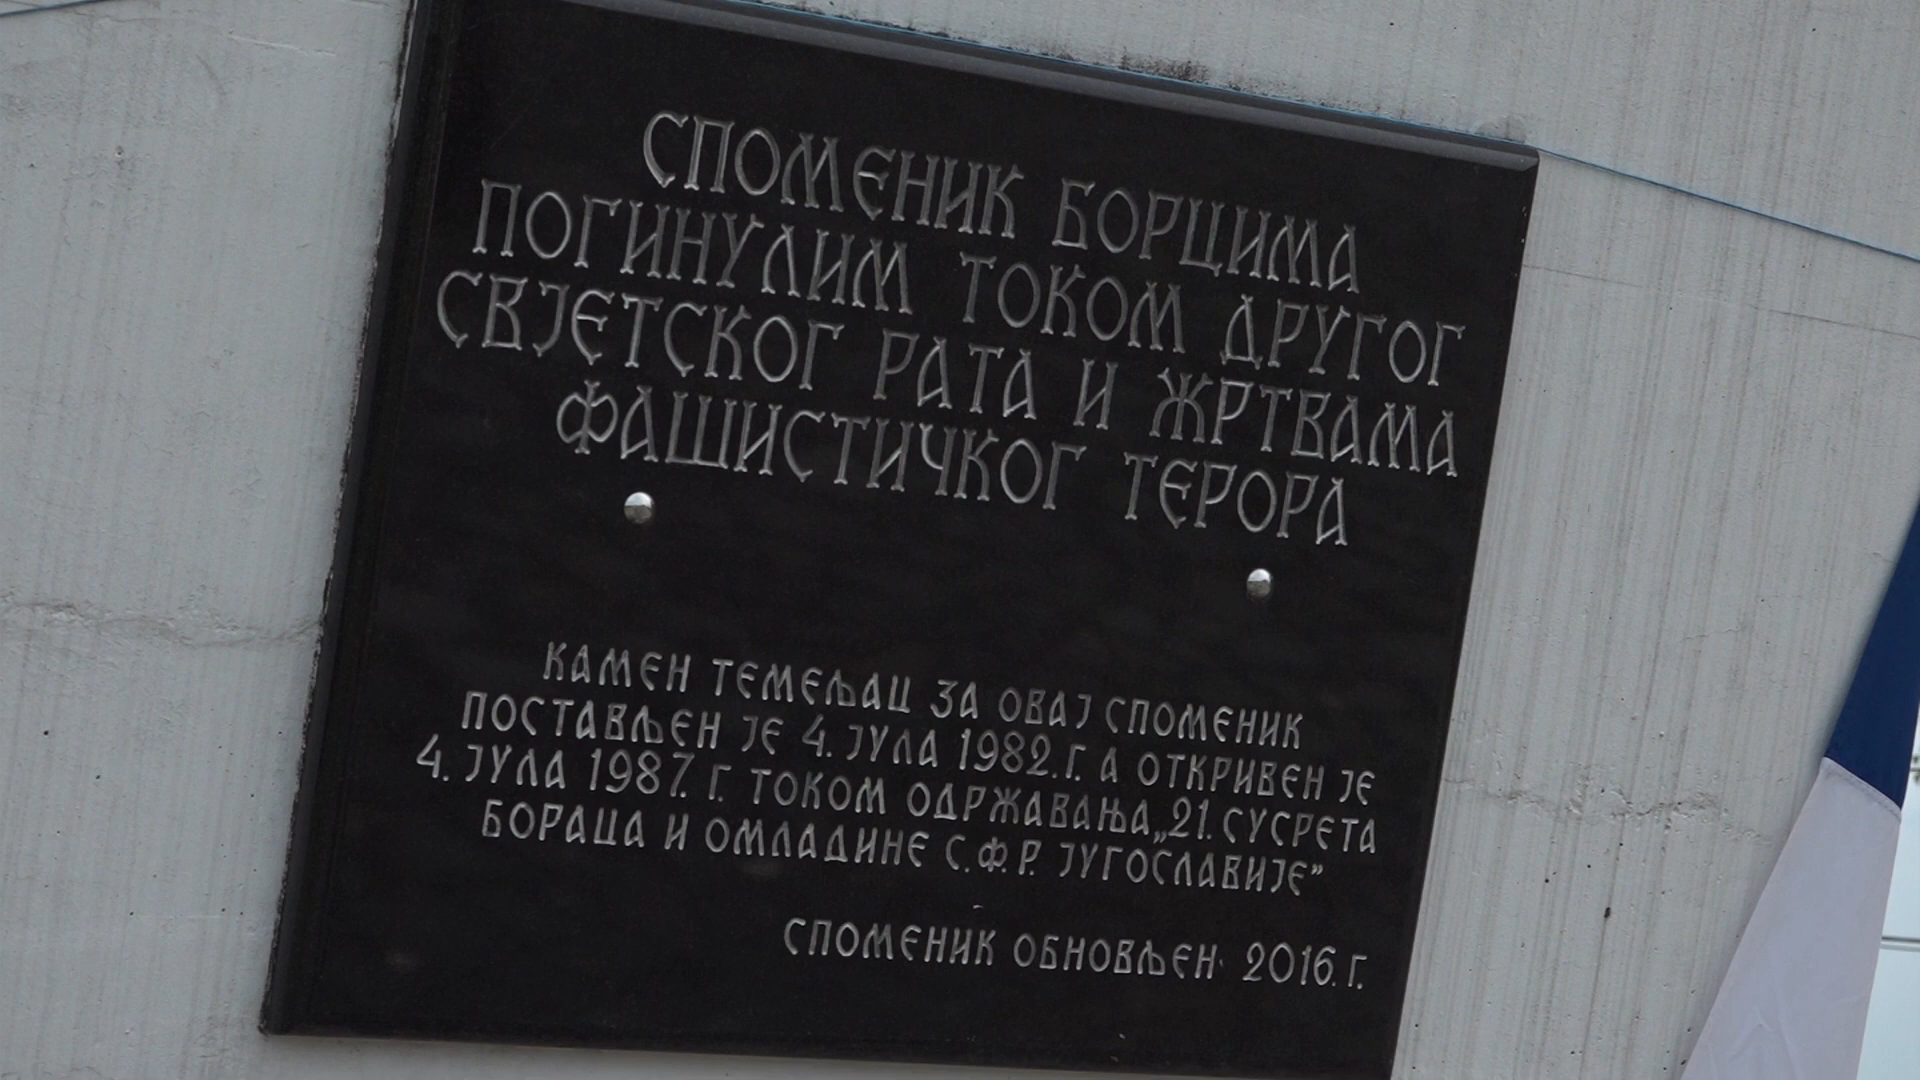 СПОМЕНИК БОРЦИМА
ПОГИНУЛИМ ТОКОМ ДРУГОГ
СВЈЕТСКОГ РАТА И ЖРТВАМА
ФАШИСТИЧКОГ ТЕРОРА
КАМЕН ТЕМЕЉАЦ ЗА ОВАЈ СПОМЕНИК
ПОСТАВЉЕН ЈЕ 4. ЈУЛА 1982. Г. А ОТКРИВЕН ЈЕ
4. ЈУЛА 1987. Г. ТОКОМ ОДРЖАВАЊА „21. СУСРЕТА
БОРАЦА И ОМЛАДИНЕ С.Ф.Р. ЈУГОСЛАВИЈЕ”
СПОМЕНИК ОБНОВЉЕН 2016. Г.